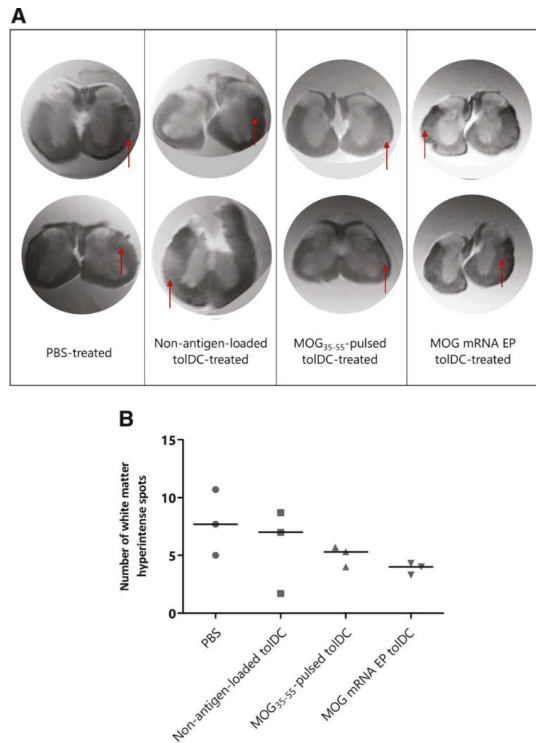 A
PBS-treated
Non-antigen-loaded
tolDC-treated
MOG35-55-pulsed
tolDC-treated
MOG mRNA EP
tolDC-treated
B
Number of white matter
hyperintense spots
15
10
5
0
PBS
Non-antigen-loaded tolDC
MOG35-55-pulsed tolDC
MOG mRNA EP tolDC